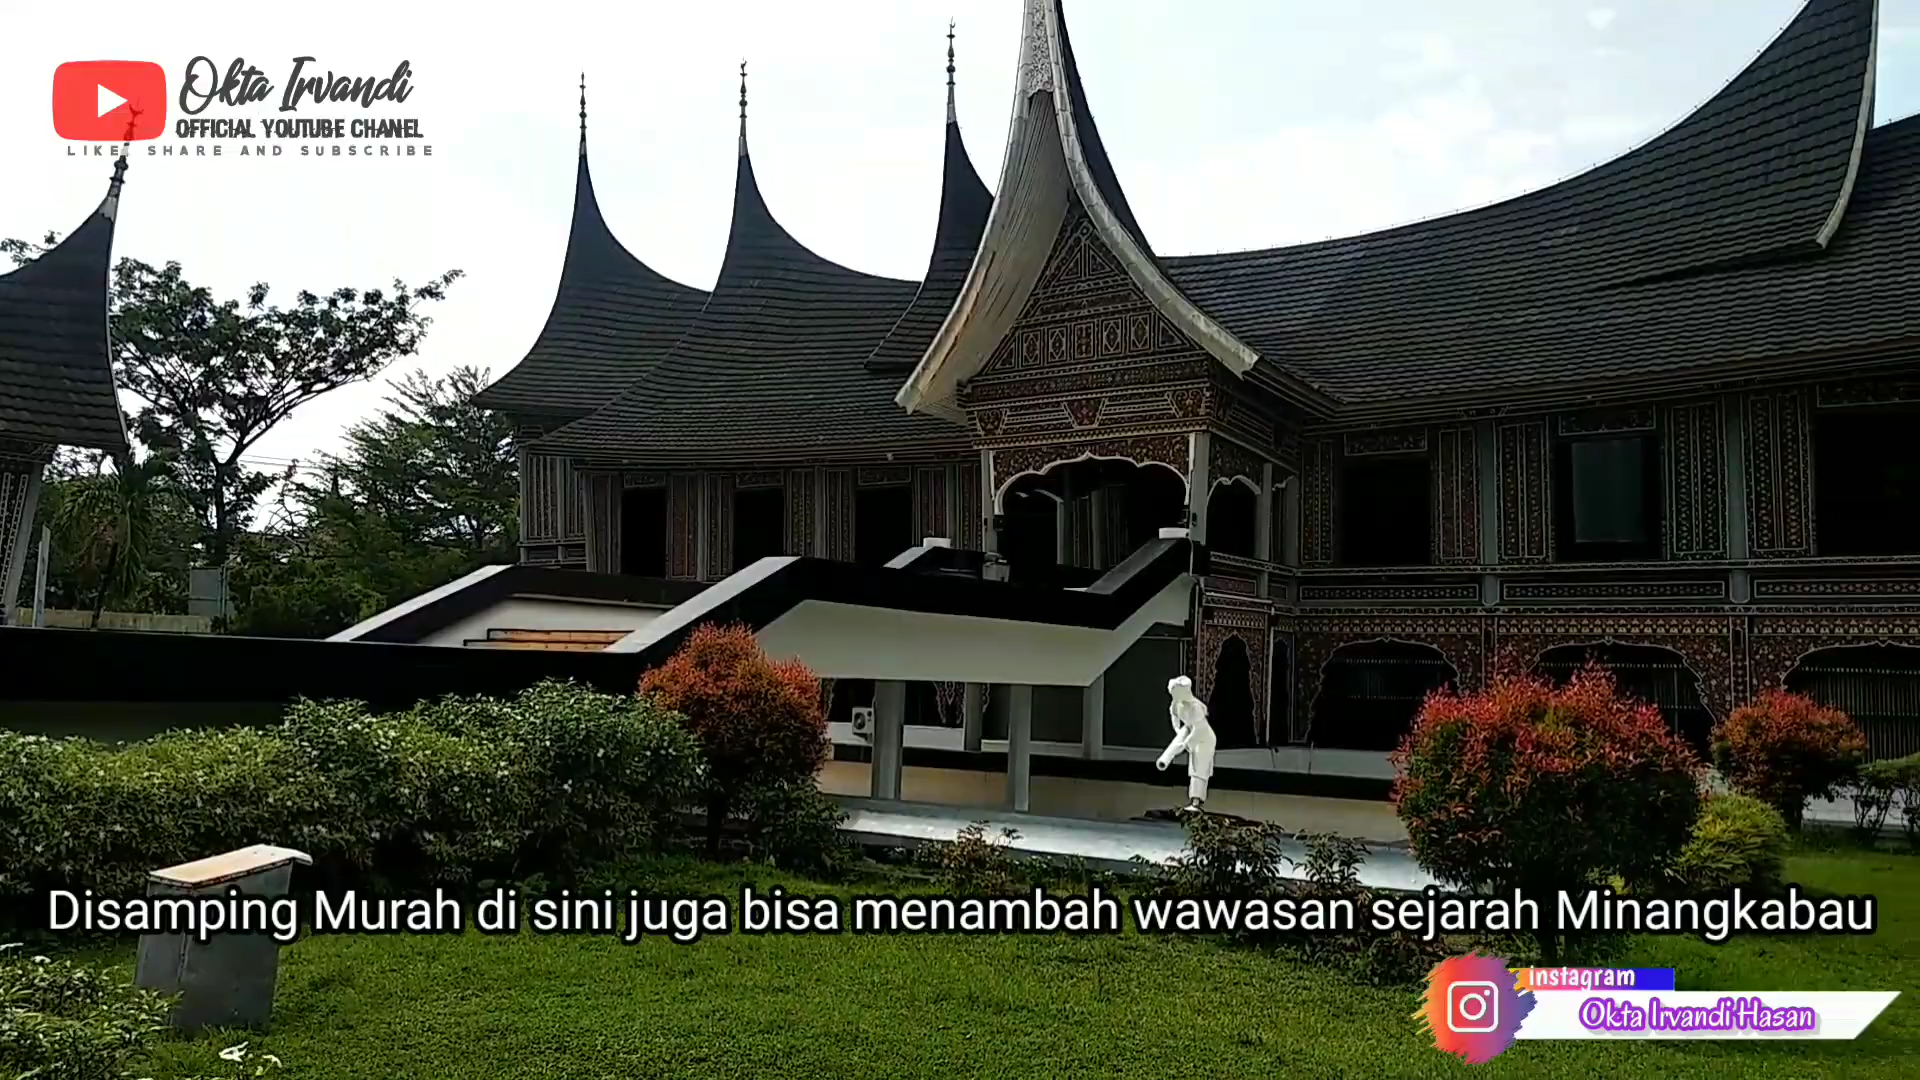 Okta Irvandi
OFFICIAL YOUTUBE CHANEL
LIKE, SHARE AND SUBSCRIBE
Disamping Murah di sini juga bisa menambah wawasan sejarah Minangkabau
instagram
Okta Irvandi Hasan